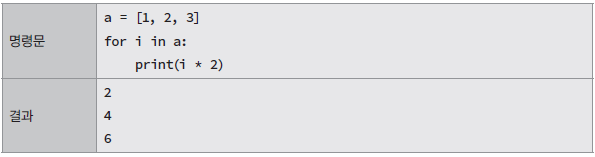 명령문
a = [1, 2, 3]
for i in a:
    print(i * 2)
결과
2
4
6